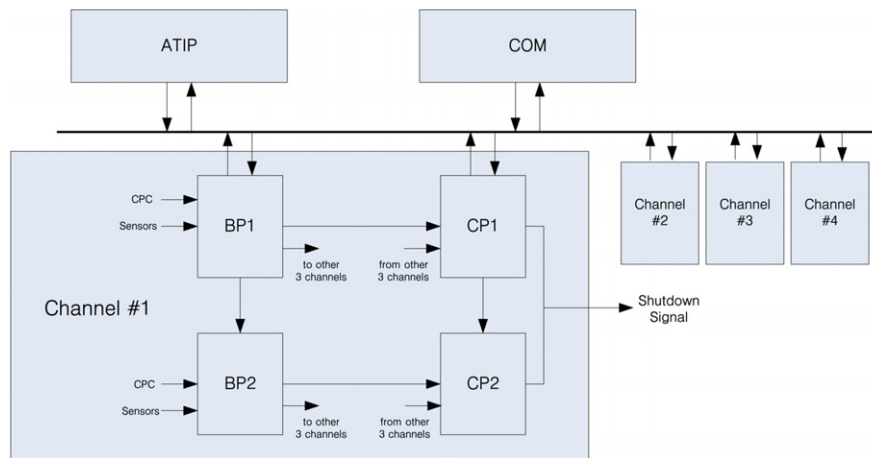 ATIP
COM
CPC
Sensors
BP1
CP1
to other
3 channels
from other
3 channels
Channel
#2
Channel
#3
Channel
#4
Channel #1
Shutdown
Signal
CPC
Sensors
BP2
CP2
to other
3 channels
from other
3 channels